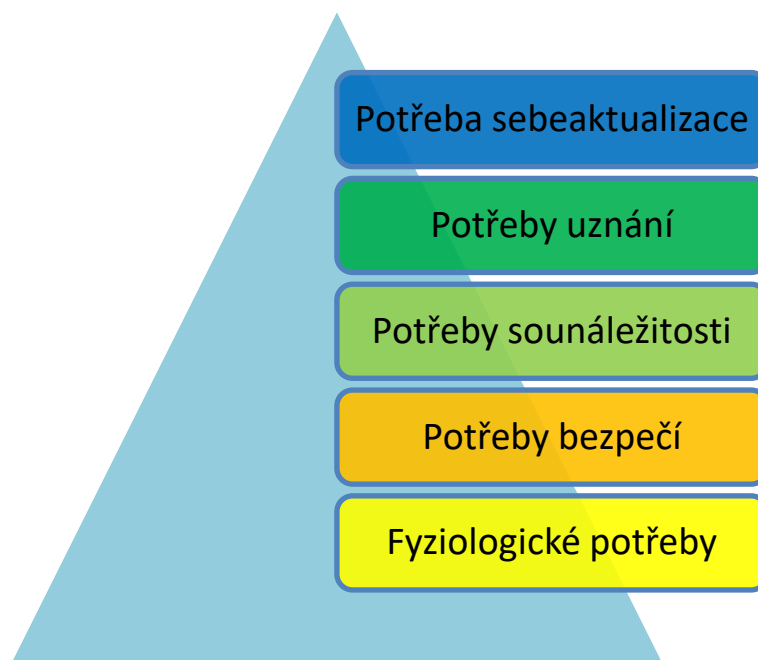 Potřeba sebeaktualizace
Potřeby uznání
Potřeby sounáležitosti
Potřeby bezpečí
Fyziologické potřeby